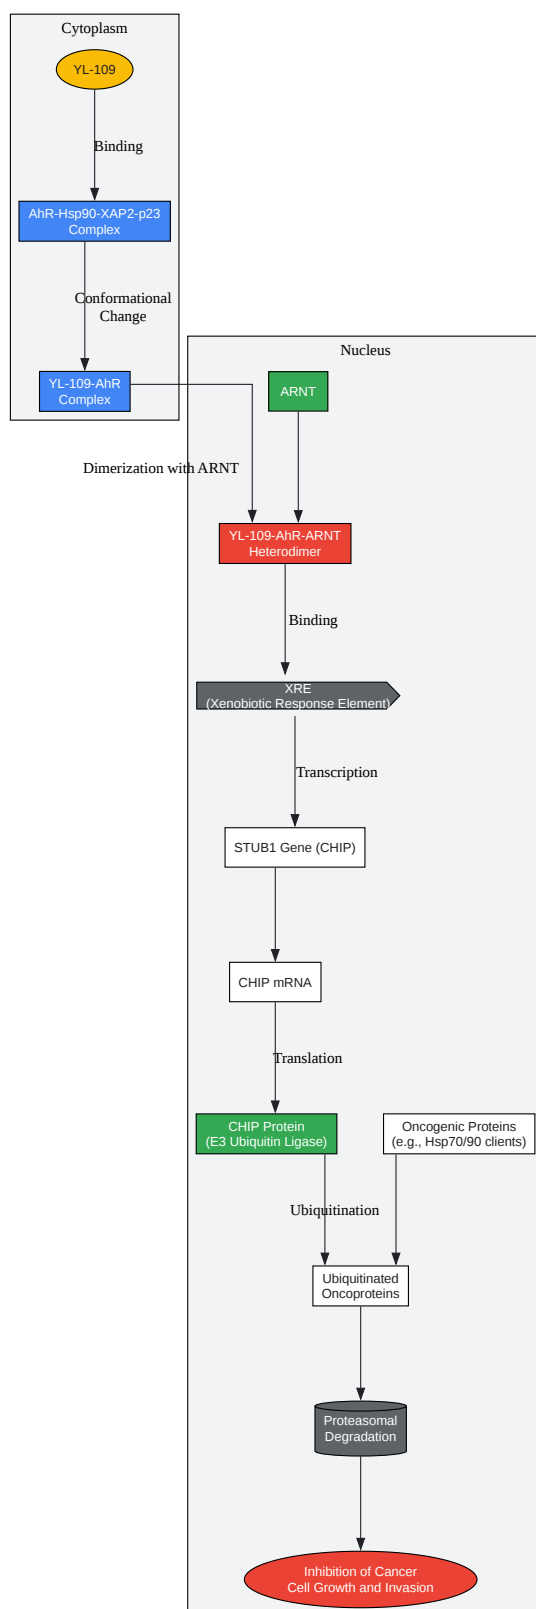 Cytoplasm
YL-109
Binding
AhR-Hsp90-XAP2-p23
Complex
Conformational
Change
Nucleus
YL-109-AhR
Complex
ARNT
Dimerization with ARNT
YL-109-AhR-ARNT
Heterodimer
Binding
XRE
(Xenobiotic Response Element)
Transcription
STUB1 Gene (CHIP)
CHIP mRNA
Translation
CHIP Protein
(E3 Ubiquitin Ligase)
Oncogenic Proteins
(e.g., Hsp70/90 clients)
Ubiquitination
Ubiquitinated
Oncoproteins
Proteasomal
Degradation
Inhibition of Cancer
Cell Growth and Invasion